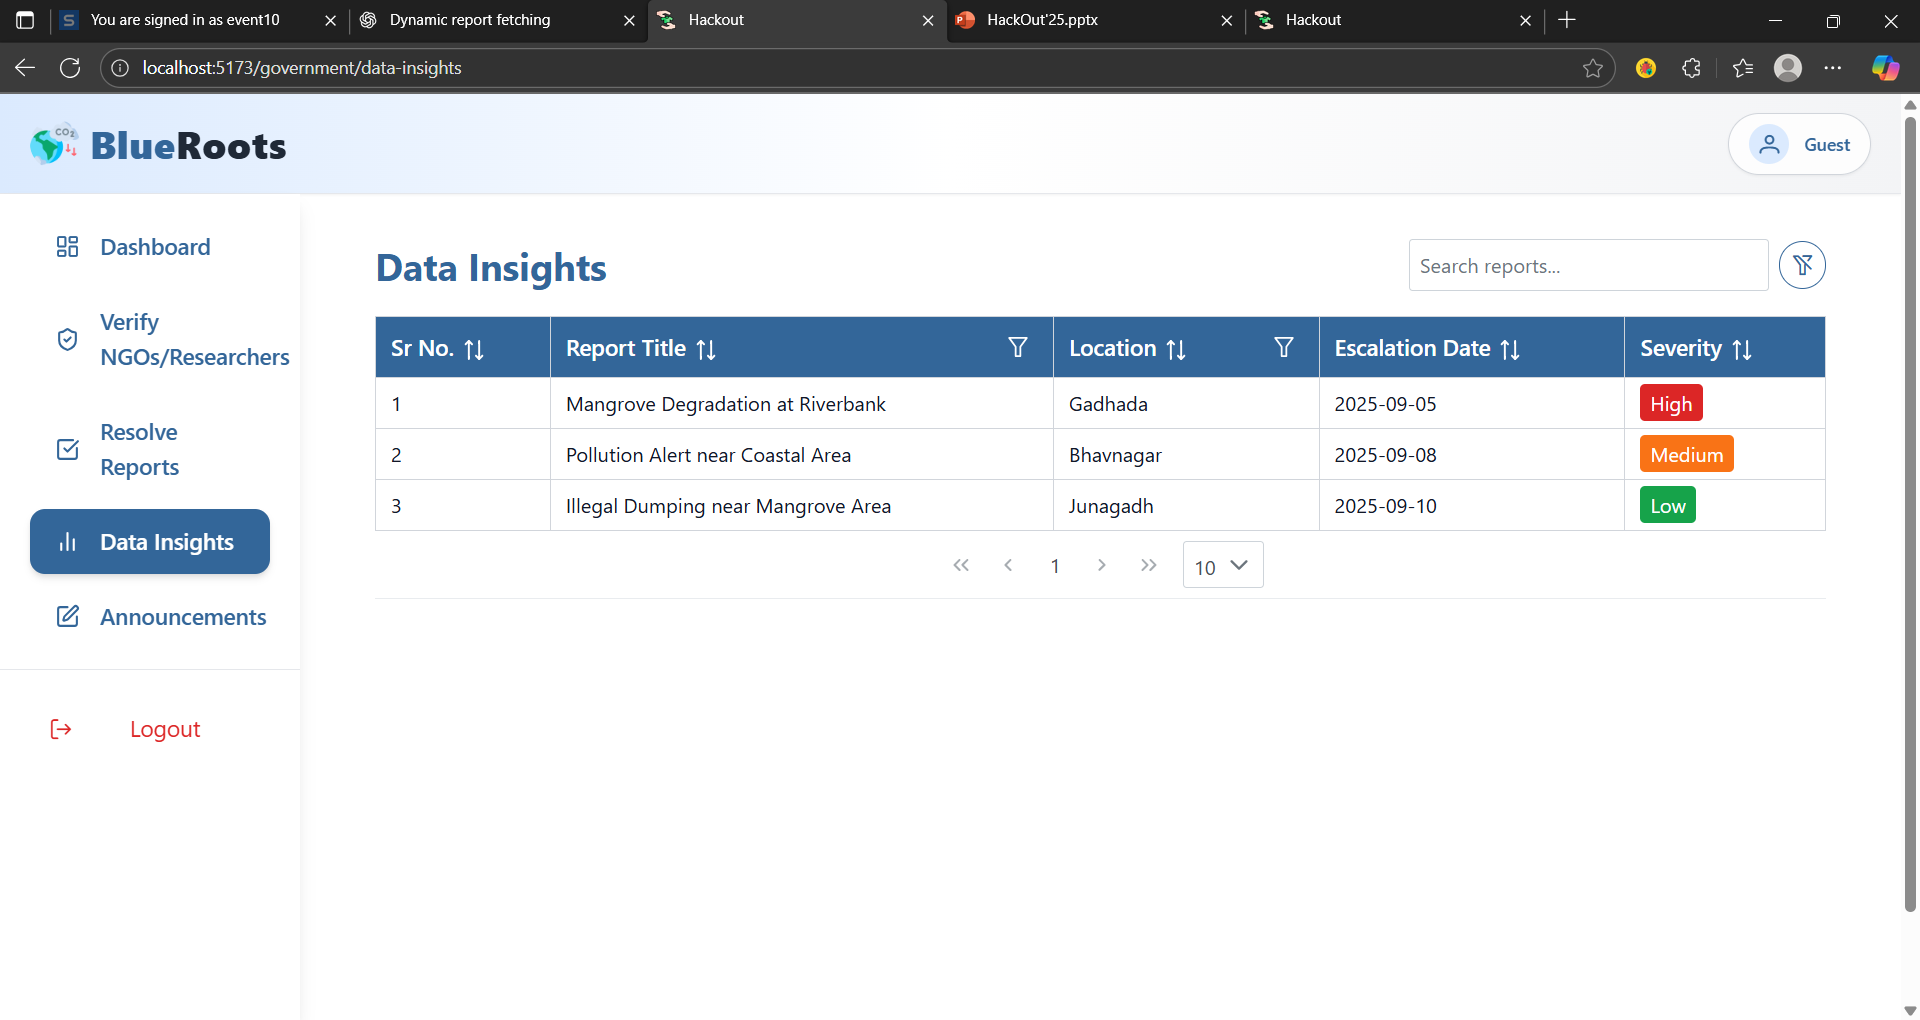 You are signed in as event10
Dynamic report fetching
Hackout
HackOut'25.pptx
Hackout
localhost:5173/government/data-insights
CO2
BlueRoots
Guest
Dashboard
Verify
NGOs/Researchers
Resolve
Reports
Data Insights
Announcements
Logout
Data Insights
Search reports...
Sr No. Report Title Location Escalation Date Severity
1 Mangrove Degradation at Riverbank Gadhada 2025-09-05 High
2 Pollution Alert near Coastal Area Bhavnagar 2025-09-08 Medium
3 Illegal Dumping near Mangrove Area Junagadh 2025-09-10 Low
1 10